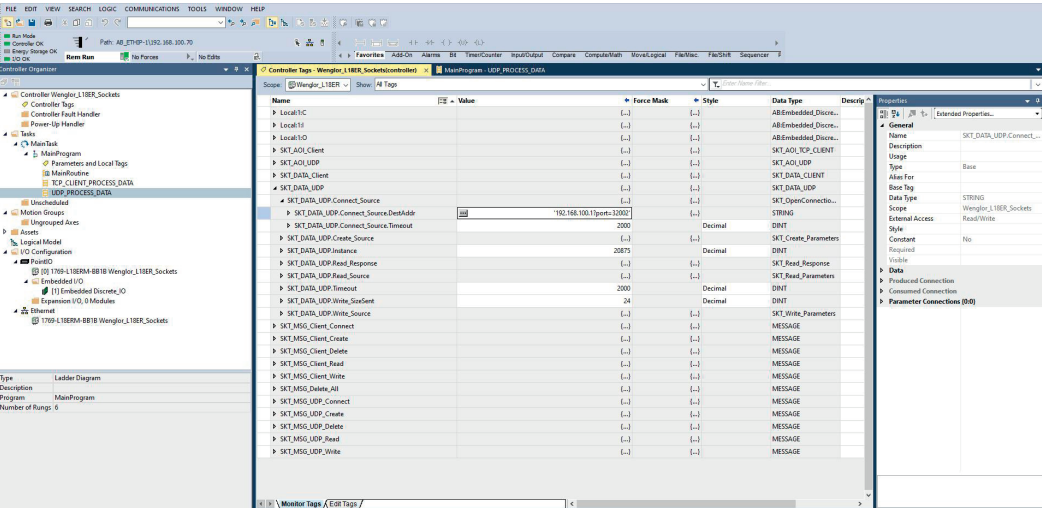 FILE EDIT VIEW SEARCH LOGIC COMMUNICATIONS TOOLS WINDOW HELP
Run Mode
Controller OK
Energy Storage OK
I/O OK
Path: AB_ETHIP-1\192.168.100.70
Rem Run No Forces No Edits
Favorites Add-On Alarms Bit Timer/Counter Input/Output Compare Compute/Math Move/Logical File/Misc. File/Shift Sequencer
Controller Organizer
Controller Wenglor_L18ER_Sockets
Controller Tags
Controller Fault Handler
Power-Up Handler
Tasks
MainTask
MainProgram
Parameters and Local Tags
MainRoutine
TCP_CLIENT_PROCESS_DATA
UDP_PROCESS_DATA
Unscheduled
Motion Groups
Ungrouped Axes
Assets
Logical Model
I/O Configuration
PointIO
[0] 1769-L18ERM-BB1B Wenglor_L18ER_Sockets
Embedded I/O
[1] Embedded Discrete_IO
Expansion I/O, 0 Modules
Ethernet
1769-L18ERM-BB1B Wenglor_L18ER_Sockets
Type Ladder Diagram
Description
Program MainProgram
Number of Rungs 6
Controller Tags - Wenglor_L18ER_Sockets(controller) × MainProgram - UDP_PROCESS_DATA
Scope: Wenglor_L18ER Show: All Tags Enter Name Filter...
Name Value Force Mask Style Data Type Descrip
Local:1:C {...} {...} AB:Embedded_Discre...
Local:1:I {...} {...} AB:Embedded_Discre...
Local:1:O {...} {...} AB:Embedded_Discre...
SKT_AOI_Client {...} {...} SKT_AOI_TCP_CLIENT
SKT_AOI_UDP {...} {...} SKT_AOI_UDP
SKT_DATA_Client {...} {...} SKT_DATA_CLIENT
SKT_DATA_UDP {...} {...} SKT_DATA_UDP
SKT_DATA_UDP.Connect_Source {...} {...} SKT_OpenConnectio...
SKT_DATA_UDP.Connect_Source.DestAddr '192.168.100.1?port=32002' {...} STRING
SKT_DATA_UDP.Connect_Source.Timeout 2000 Decimal DINT
SKT_DATA_UDP.Create_Source {...} {...} SKT_Create_Parameters
SKT_DATA_UDP.Instance 20875 Decimal DINT
SKT_DATA_UDP.Read_Response {...} {...} SKT_Read_Response
SKT_DATA_UDP.Read_Source {...} {...} SKT_Read_Parameters
SKT_DATA_UDP.Timeout 2000 Decimal DINT
SKT_DATA_UDP.Write_SizeSent 24 Decimal DINT
SKT_DATA_UDP.Write_Source {...} {...} SKT_Write_Parameters
SKT_MSG_Client_Connect {...} {...} MESSAGE
SKT_MSG_Client_Create {...} {...} MESSAGE
SKT_MSG_Client_Delete {...} {...} MESSAGE
SKT_MSG_Client_Read {...} {...} MESSAGE
SKT_MSG_Client_Write {...} {...} MESSAGE
SKT_MSG_Delete_All {...} {...} MESSAGE
SKT_MSG_UDP_Connect {...} {...} MESSAGE
SKT_MSG_UDP_Create {...} {...} MESSAGE
SKT_MSG_UDP_Delete {...} {...} MESSAGE
SKT_MSG_UDP_Read {...} {...} MESSAGE
SKT_MSG_UDP_Write {...} {...} MESSAGE
Monitor Tags Edit Tags
Properties
Extended Properties...
General
Name SKT_DATA_UDP.Connect_...
Description
Usage
Type Base
Alias For
Base Tag
Data Type STRING
Scope Wenglor_L18ER_Sockets
External Access Read/Write
Style
Constant No
Required
Visible
Data
Produced Connection
Consumed Connection
Parameter Connections {0:0}